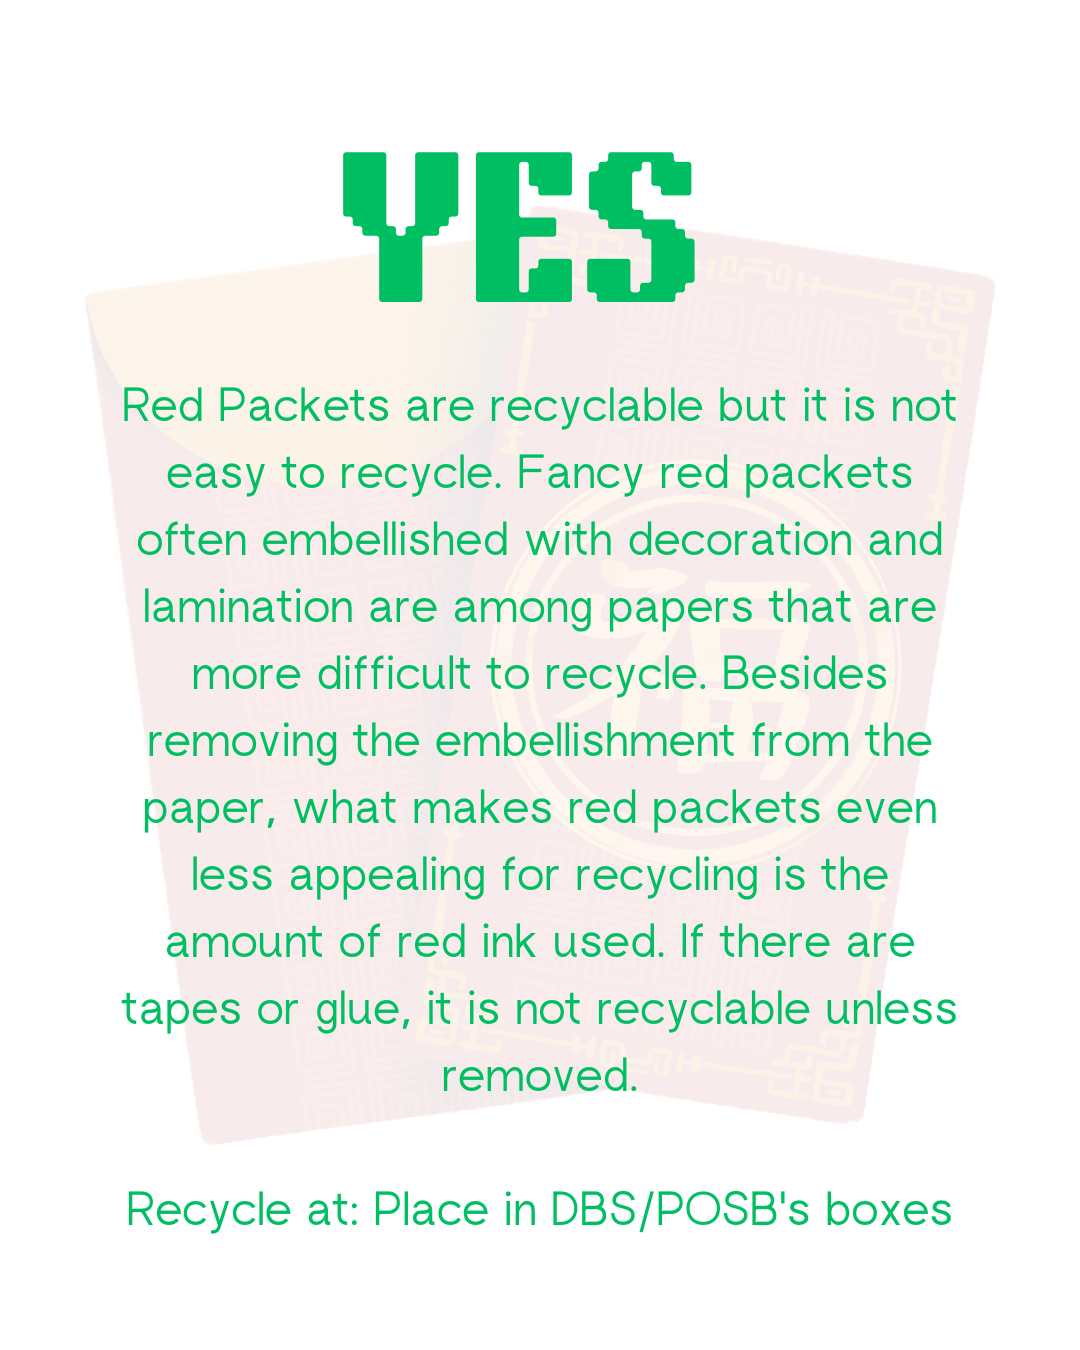 YES
Red Packets are recyclable but it is not
easy to recycle. Fancy red packets
often embellished with decoration and
lamination are among papers that are
more difficult to recycle. Besides
removing the embellishment from the
paper, what makes red packets even
less appealing for recycling is the
amount of red ink used. If there are
tapes or glue, it is not recyclable unless
removed.
福
Recycle at: Place in DBS/POSB's boxes